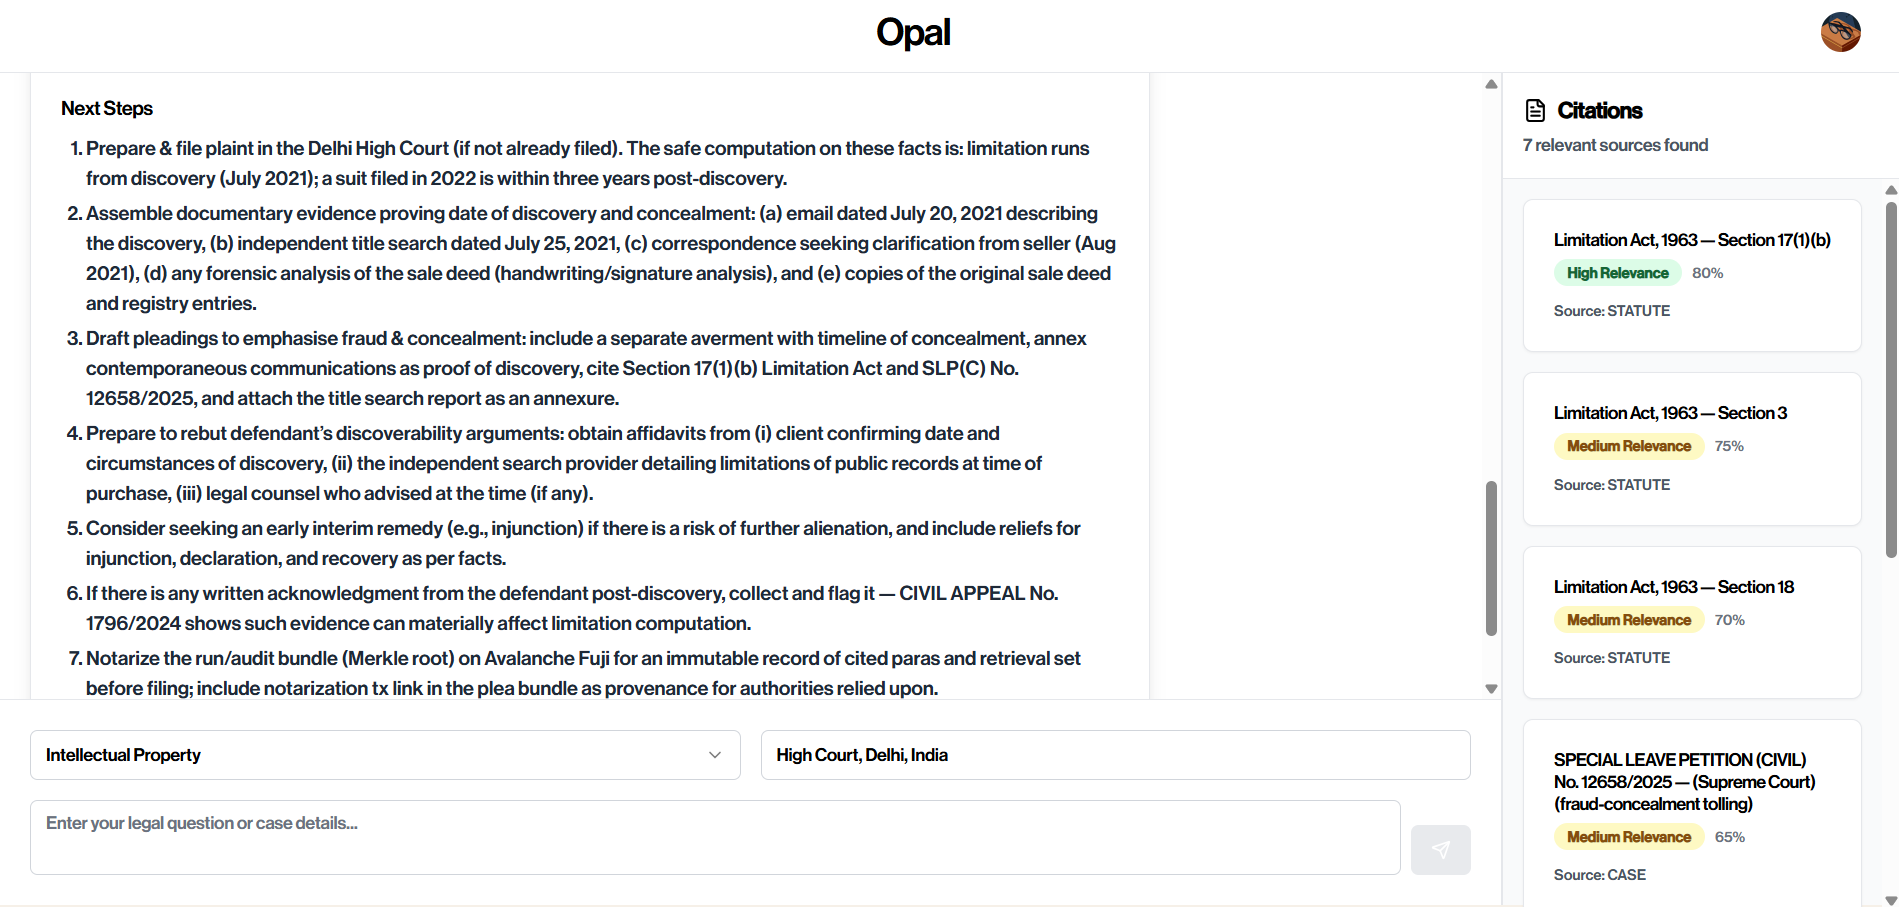 Opal
Next Steps
1. Prepare & file plaint in the Delhi High Court (if not already filed). The safe computation on these facts is: limitation runs
from discovery (July 2021); a suit filed in 2022 is within three years post-discovery.
2. Assemble documentary evidence proving date of discovery and concealment: (a) email dated July 20, 2021 describing
the discovery, (b) independent title search dated July 25, 2021, (c) correspondence seeking clarification from seller (Aug
2021), (d) any forensic analysis of the sale deed (handwriting/signature analysis), and (e) copies of the original sale deed
and registry entries.
3. Draft pleadings to emphasise fraud & concealment: include a separate averment with timeline of concealment, annex
contemporaneous communications as proof of discovery, cite Section 17(1)(b) Limitation Act and SLP(C) No.
12658/2025, and attach the title search report as an annexure.
4. Prepare to rebut defendant’s discoverability arguments: obtain affidavits from (i) client confirming date and
circumstances of discovery, (ii) the independent search provider detailing limitations of public records at time of
purchase, (iii) legal counsel who advised at the time (if any).
5. Consider seeking an early interim remedy (e.g., injunction) if there is a risk of further alienation, and include reliefs for
injunction, declaration, and recovery as per facts.
6. If there is any written acknowledgment from the defendant post-discovery, collect and flag it — CIVIL APPEAL No.
1796/2024 shows such evidence can materially affect limitation computation.
7. Notarize the run/audit bundle (Merkle root) on Avalanche Fuji for an immutable record of cited paras and retrieval set
before filing; include notarization tx link in the plea bundle as provenance for authorities relied upon.
Intellectual Property
High Court, Delhi, India
Enter your legal question or case details...
Citations
7 relevant sources found
Limitation Act, 1963 — Section 17(1)(b)
High Relevance 80%
Source: STATUTE
Limitation Act, 1963 — Section 3
Medium Relevance 75%
Source: STATUTE
Limitation Act, 1963 — Section 18
Medium Relevance 70%
Source: STATUTE
SPECIAL LEAVE PETITION (CIVIL)
No. 12658/2025 — (Supreme Court)
(fraud-concealment tolling)
Medium Relevance 65%
Source: CASE